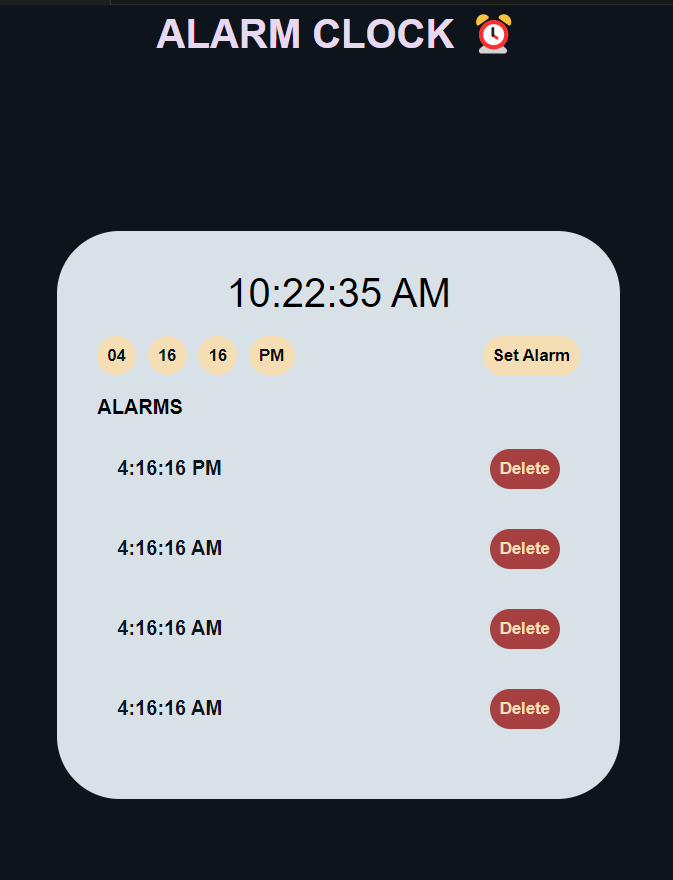 ALARM CLOCK ⏰
10:22:35 AM
04 16 16 PM Set Alarm
ALARMS
4:16:16 PM Delete
4:16:16 AM Delete
4:16:16 AM Delete
4:16:16 AM Delete